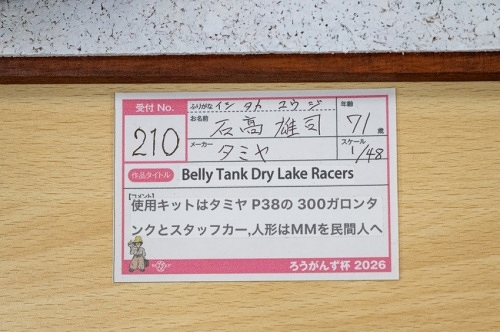 受付 No.
210
ふりがな イシ タカ ユウ ジ
お名前 石高 雄司
年齢 71 歳
メーカー タミヤ
スケール 1/48
作品タイトル Belly Tank Dry Lake Racers
【コメント】
使用キットはタミヤ P38の 300ガロンタ
ンクとスタッフカー,人形はMMを民間人へ
ろうがんず杯 2026